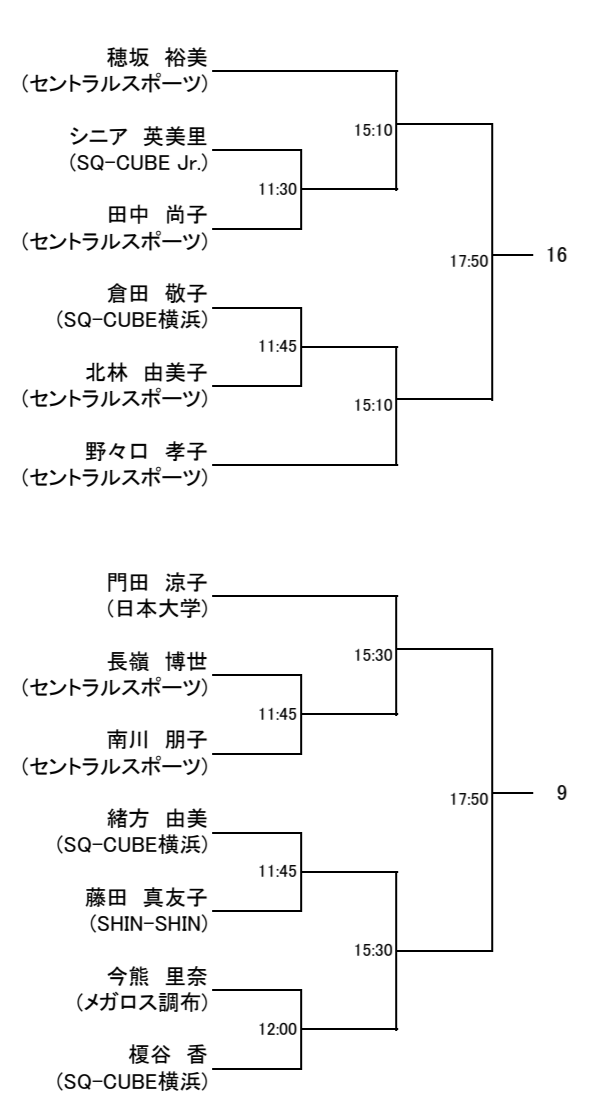 穂坂　裕美
(セントラルスポーツ)
15:10
シニア　英美里
(SQ-CUBE Jr.)
11:30
田中　尚子
(セントラルスポーツ)
17:50
16
倉田　敬子
(SQ-CUBE横浜)
11:45
北林　由美子
(セントラルスポーツ)
15:10
野々口　孝子
(セントラルスポーツ)
門田　涼子
(日本大学)
15:30
長嶺　博世
(セントラルスポーツ)
11:45
南川　朋子
(セントラルスポーツ)
17:50
9
緒方　由美
(SQ-CUBE横浜)
11:45
藤田　真友子
(SHIN-SHIN)
15:30
今熊　里奈
(メガロス調布)
12:00
榎谷　香
(SQ-CUBE横浜)